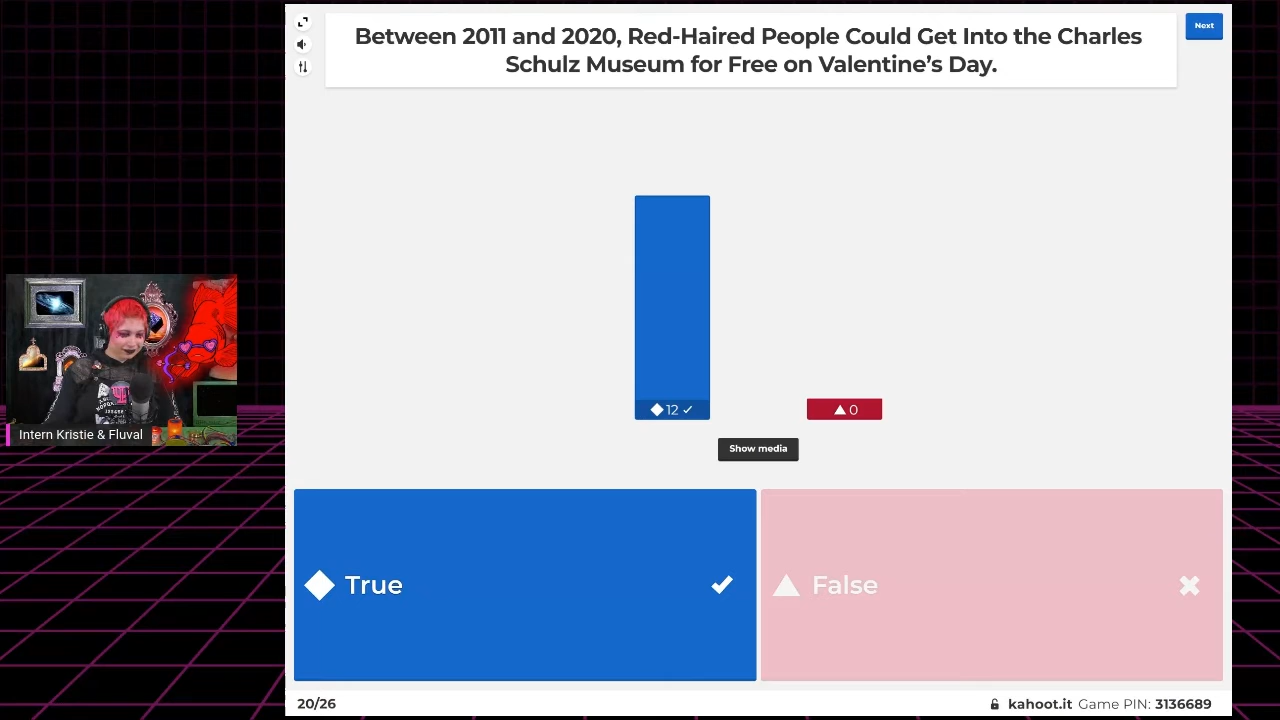 Between 2011 and 2020, Red-Haired People Could Get Into the Charles
Schulz Museum for Free on Valentine’s Day.
Next
12
0
Show media
True
False
Intern Kristie & Fluval
20/26
kahoot.it Game PIN: 3136689